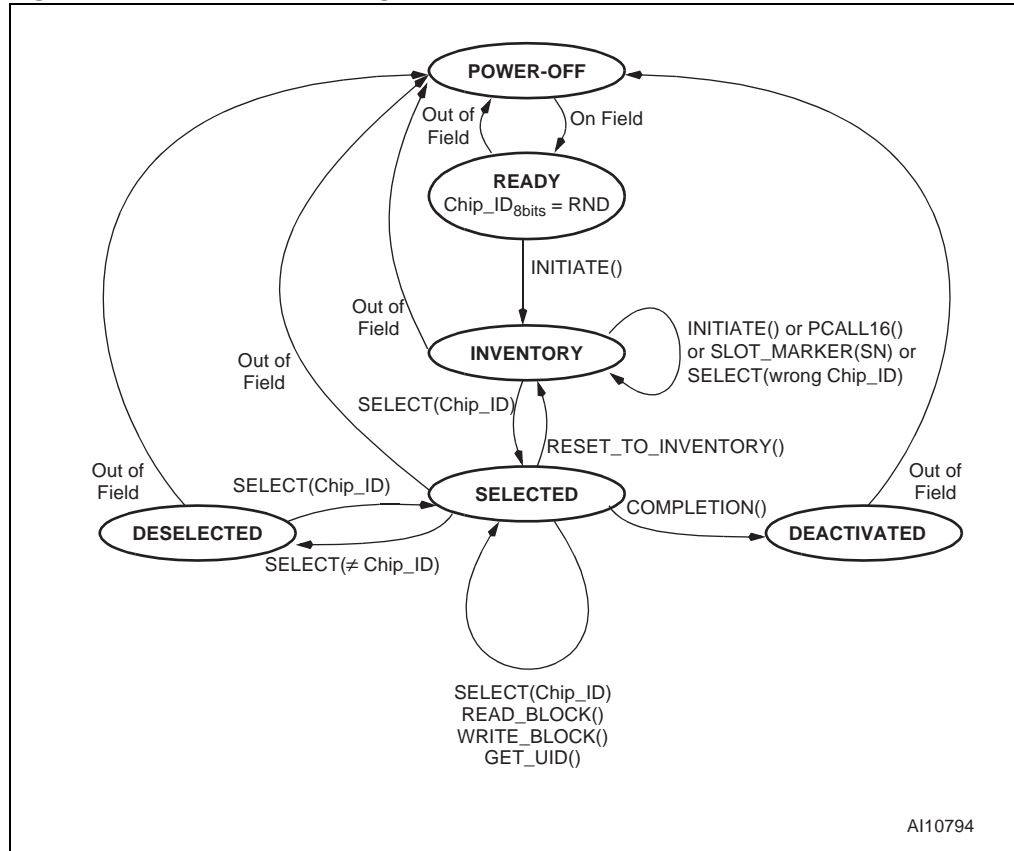 POWER-OFF
Out of
Field
On Field
READY
Chip_ID8bits = RND
INITIATE()
Out of
Field
INVENTORY
INITIATE() or PCALL16()
or SLOT_MARKER(SN) or
SELECT(wrong Chip_ID)
Out of
Field
SELECT(Chip_ID)
RESET_TO_INVENTORY()
Out of
Field
SELECT(Chip_ID)
SELECTED
COMPLETION()
Out of
Field
DESELECTED
DEACTIVATED
SELECT(≠ Chip_ID)
SELECT(Chip_ID)
READ_BLOCK()
WRITE_BLOCK()
GET_UID()
AI10794